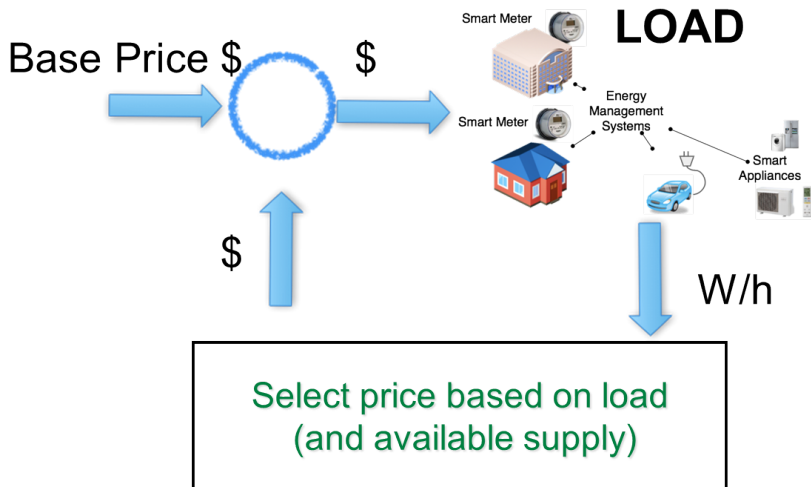 Smart Meter
LOAD
Base Price $
$
Energy
Management
Systems
Smart Meter
Smart
Appliances
$
W/h
Select price based on load
(and available supply)